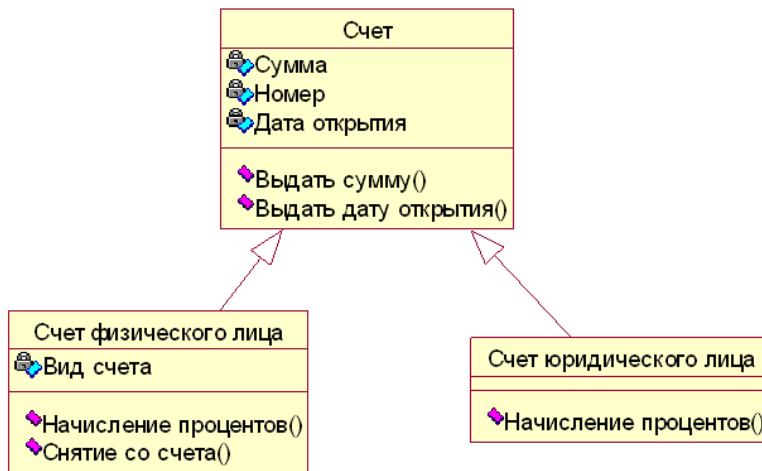 Счет
Сумма
Номер
Дата открытия
Выдать сумму()
Выдать дату открытия()
Счет физического лица
Вид счета
Начисление процентов()
Снятие со счета()
Счет юридического лица
Начисление процентов()